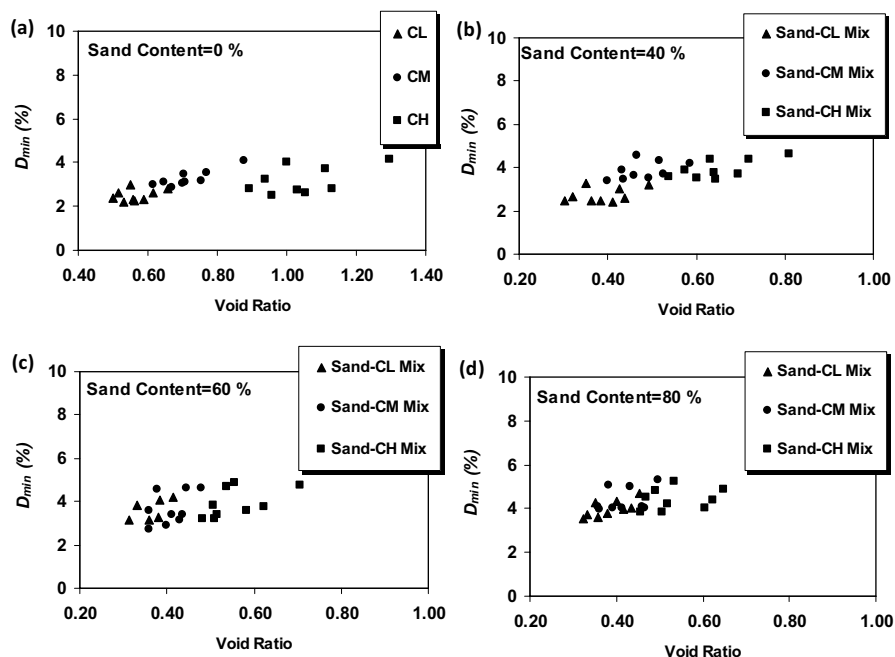 (a)
Sand Content=0 %
CL
CM
CH
10
8
6
4
2
0
D_min (%)
0.40 0.60 0.80 1.00 1.20 1.40
Void Ratio
(b)
Sand Content=40 %
Sand-CL Mix
Sand-CM Mix
Sand-CH Mix
10
8
6
4
2
0
D_min (%)
0.20 0.40 0.60 0.80 1.00
Void Ratio
(c)
Sand Content=60 %
Sand-CL Mix
Sand-CM Mix
Sand-CH Mix
10
8
6
4
2
0
D_min (%)
0.20 0.40 0.60 0.80 1.00
Void Ratio
(d)
Sand Content=80 %
Sand-CL Mix
Sand-CM Mix
Sand-CH Mix
10
8
6
4
2
0
D_min (%)
0.20 0.40 0.60 0.80 1.00
Void Ratio